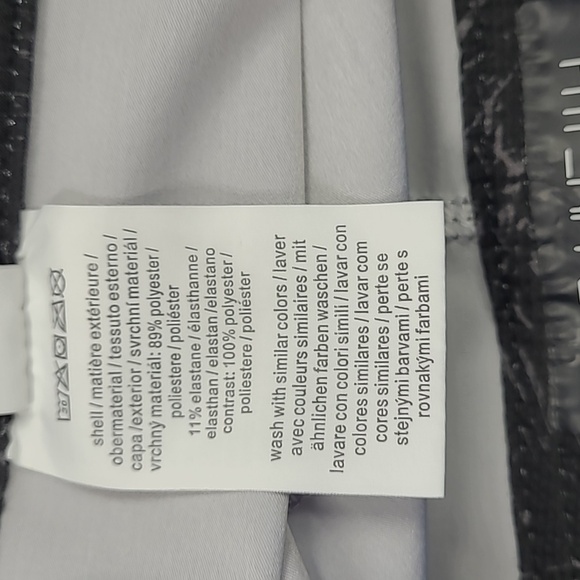 30
shell / matière extérieure /
obermaterial / tessuto esterno /
capa / exterior / svrchní materiál /
vrchný materiál: 89% polyester /
poliestere / poliéster
11% elastane / élasthanne /
elasthan / elastan / elastano
contrast: 100% polyester /
poliestere / poliéster
wash with similar colors / laver
avec couleurs similaires / mit
ähnlichen farben waschen /
lavare con colori simili / lavar con
colores similares / lavar com
cores similares / perte se
stejnými barvami / perte s
rovnakými farbami